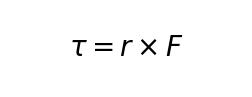 τ = r × F